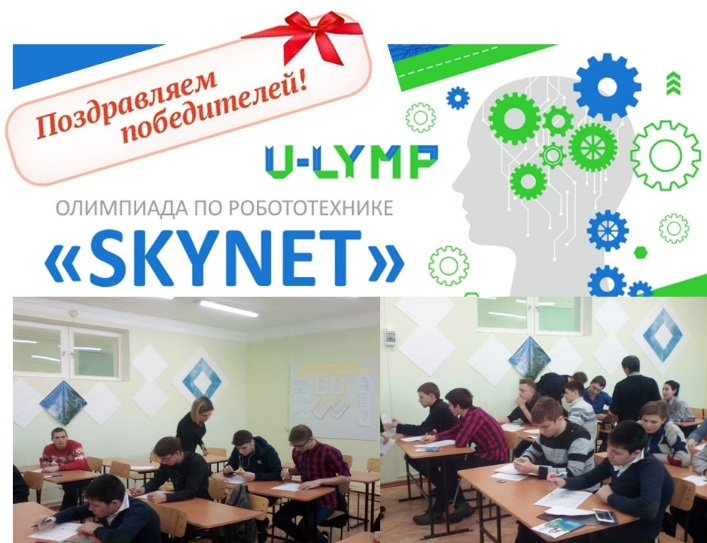 Поздравляем
победителей!
U-LYMP
ОЛИМПИАДА ПО РОБОТОТЕХНИКЕ
«SKYNET»